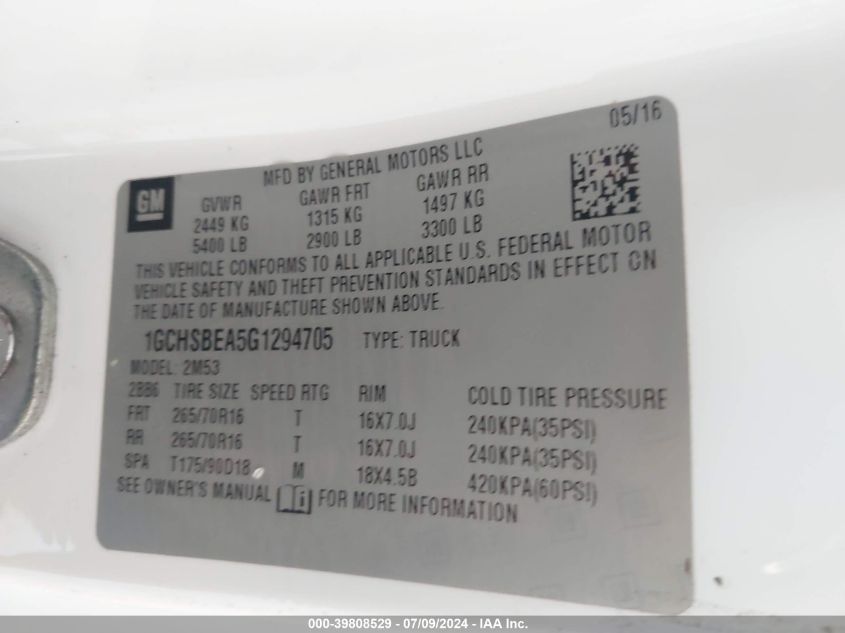 05/16
MFD BY GENERAL MOTORS LLC
GM
GVWR GAWR FRT GAWR RR
2449 KG 1315 KG 1497 KG
5400 LB 2900 LB 3300 LB
THIS VEHICLE CONFORMS TO ALL APPLICABLE U.S. FEDERAL MOTOR
VEHICLE SAFETY AND THEFT PREVENTION STANDARDS IN EFFECT ON
THE DATE OF MANUFACTURE SHOWN ABOVE.
1GCHSBEA5G1294705 TYPE: TRUCK
MODEL: 2M53
2BB6 TIRE SIZE SPEED RTG RIM COLD TIRE PRESSURE
FRT 265/70R16 T 16X7.0J 240KPA(35PSI)
RR 265/70R16 T 16X7.0J 240KPA(35PSI)
SPA T175/90D18 M 18X4.5B 420KPA(60PSI)
SEE OWNER'S MANUAL FOR MORE INFORMATION
000-39808529 / 07/09/2024 - IAA Inc.